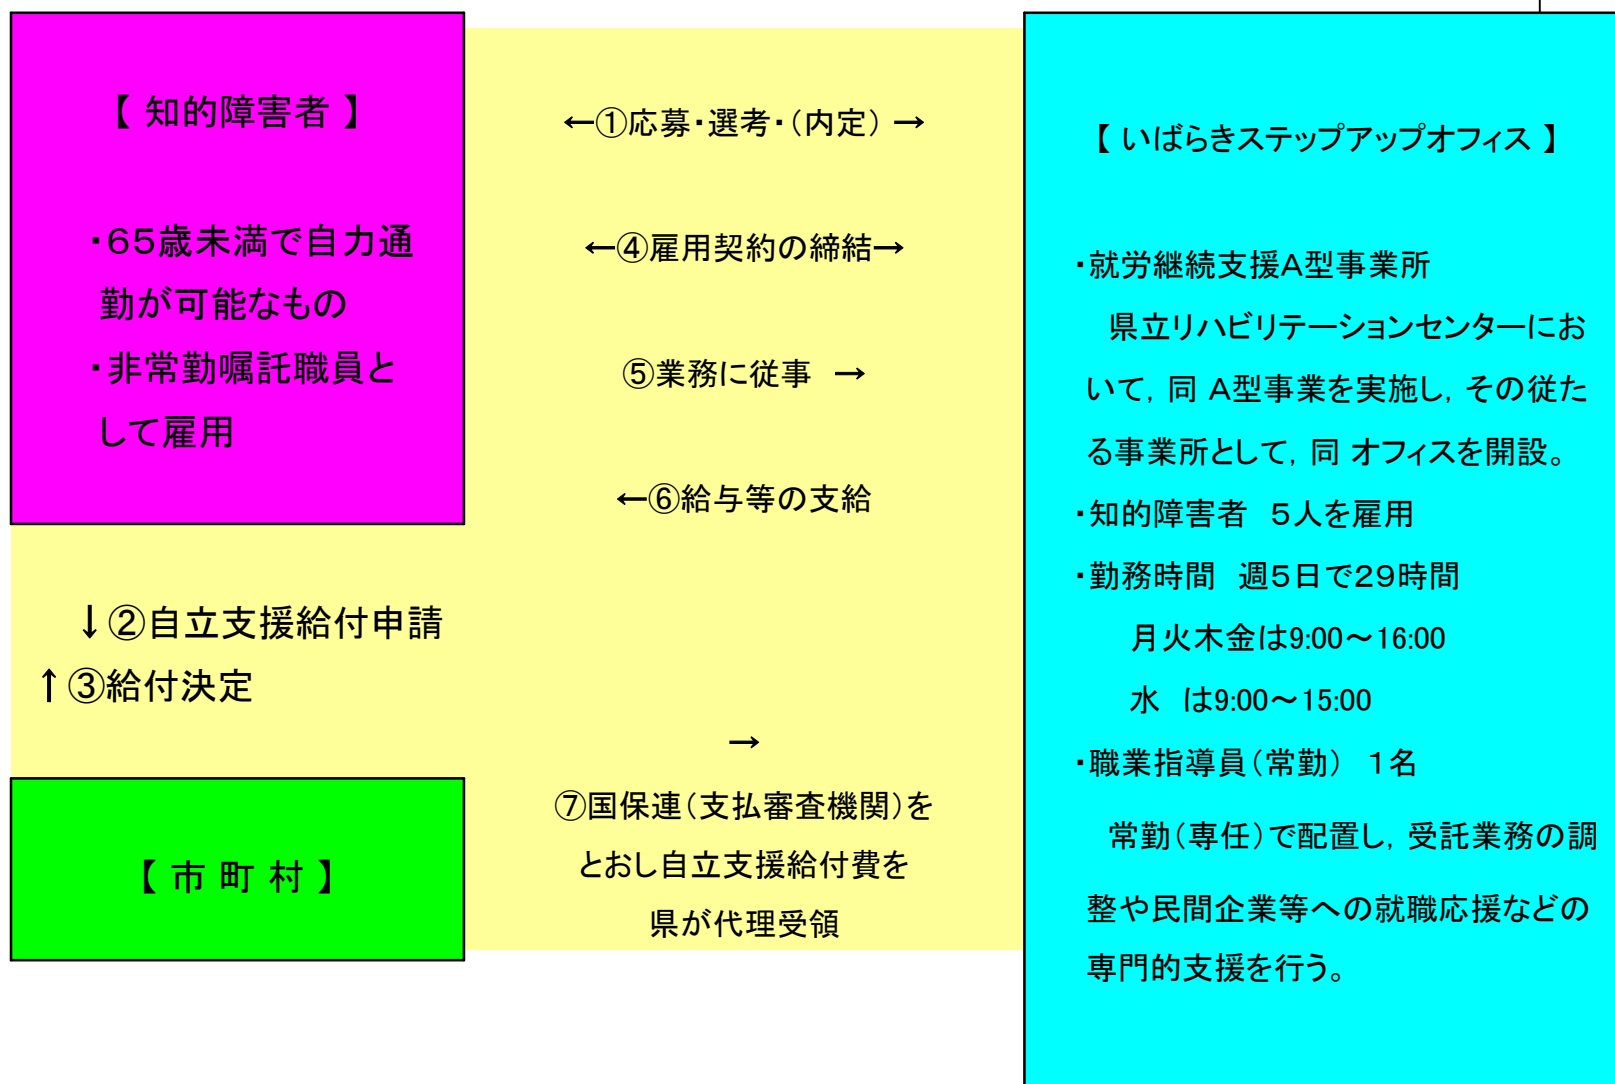 【 知的障害者 】
・65歳未満で自力通
勤が可能なもの
・非常勤嘱託職員と
して雇用
←①応募・選考・(内定) →
←④雇用契約の締結→
⑤業務に従事 →
←⑥給与等の支給
↓②自立支援給付申請
↑③給付決定
→
⑦国保連(支払審査機関)を
とおし自立支援給付費を
県が代理受領
【 市 町 村 】
【 いばらきステップアップオフィス 】
・就労継続支援A型事業所
県立リハビリテーションセンターにお
いて, 同 A型事業を実施し, その従た
る事業所として, 同 オフィスを開設。
・知的障害者 5人を雇用
・勤務時間 週5日で29時間
月火木金は9:00~16:00
水 は9:00~15:00
・職業指導員(常勤) 1名
常勤(専任)で配置し, 受託業務の調
整や民間企業等への就職応援などの
専門的支援を行う。